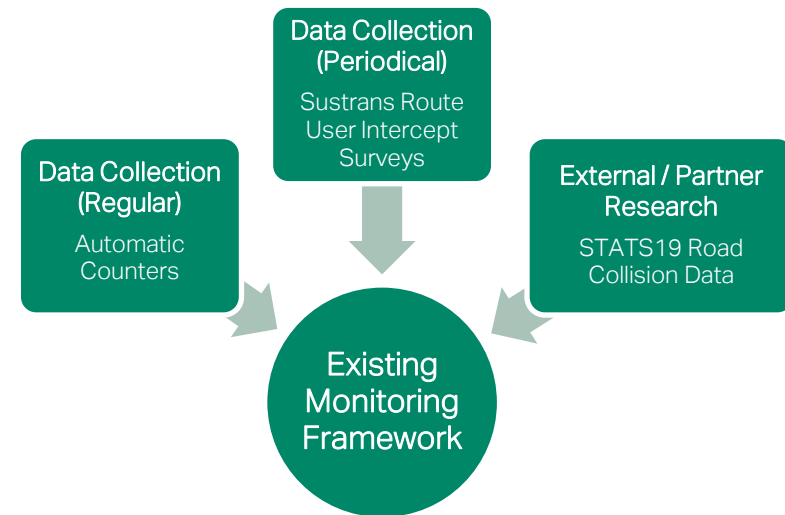 Data Collection
(Periodical)
Sustrans Route
User Intercept
Surveys
Data Collection
(Regular)
Automatic
Counters
External / Partner
Research
STATS19 Road
Collision Data
Existing
Monitoring
Framework